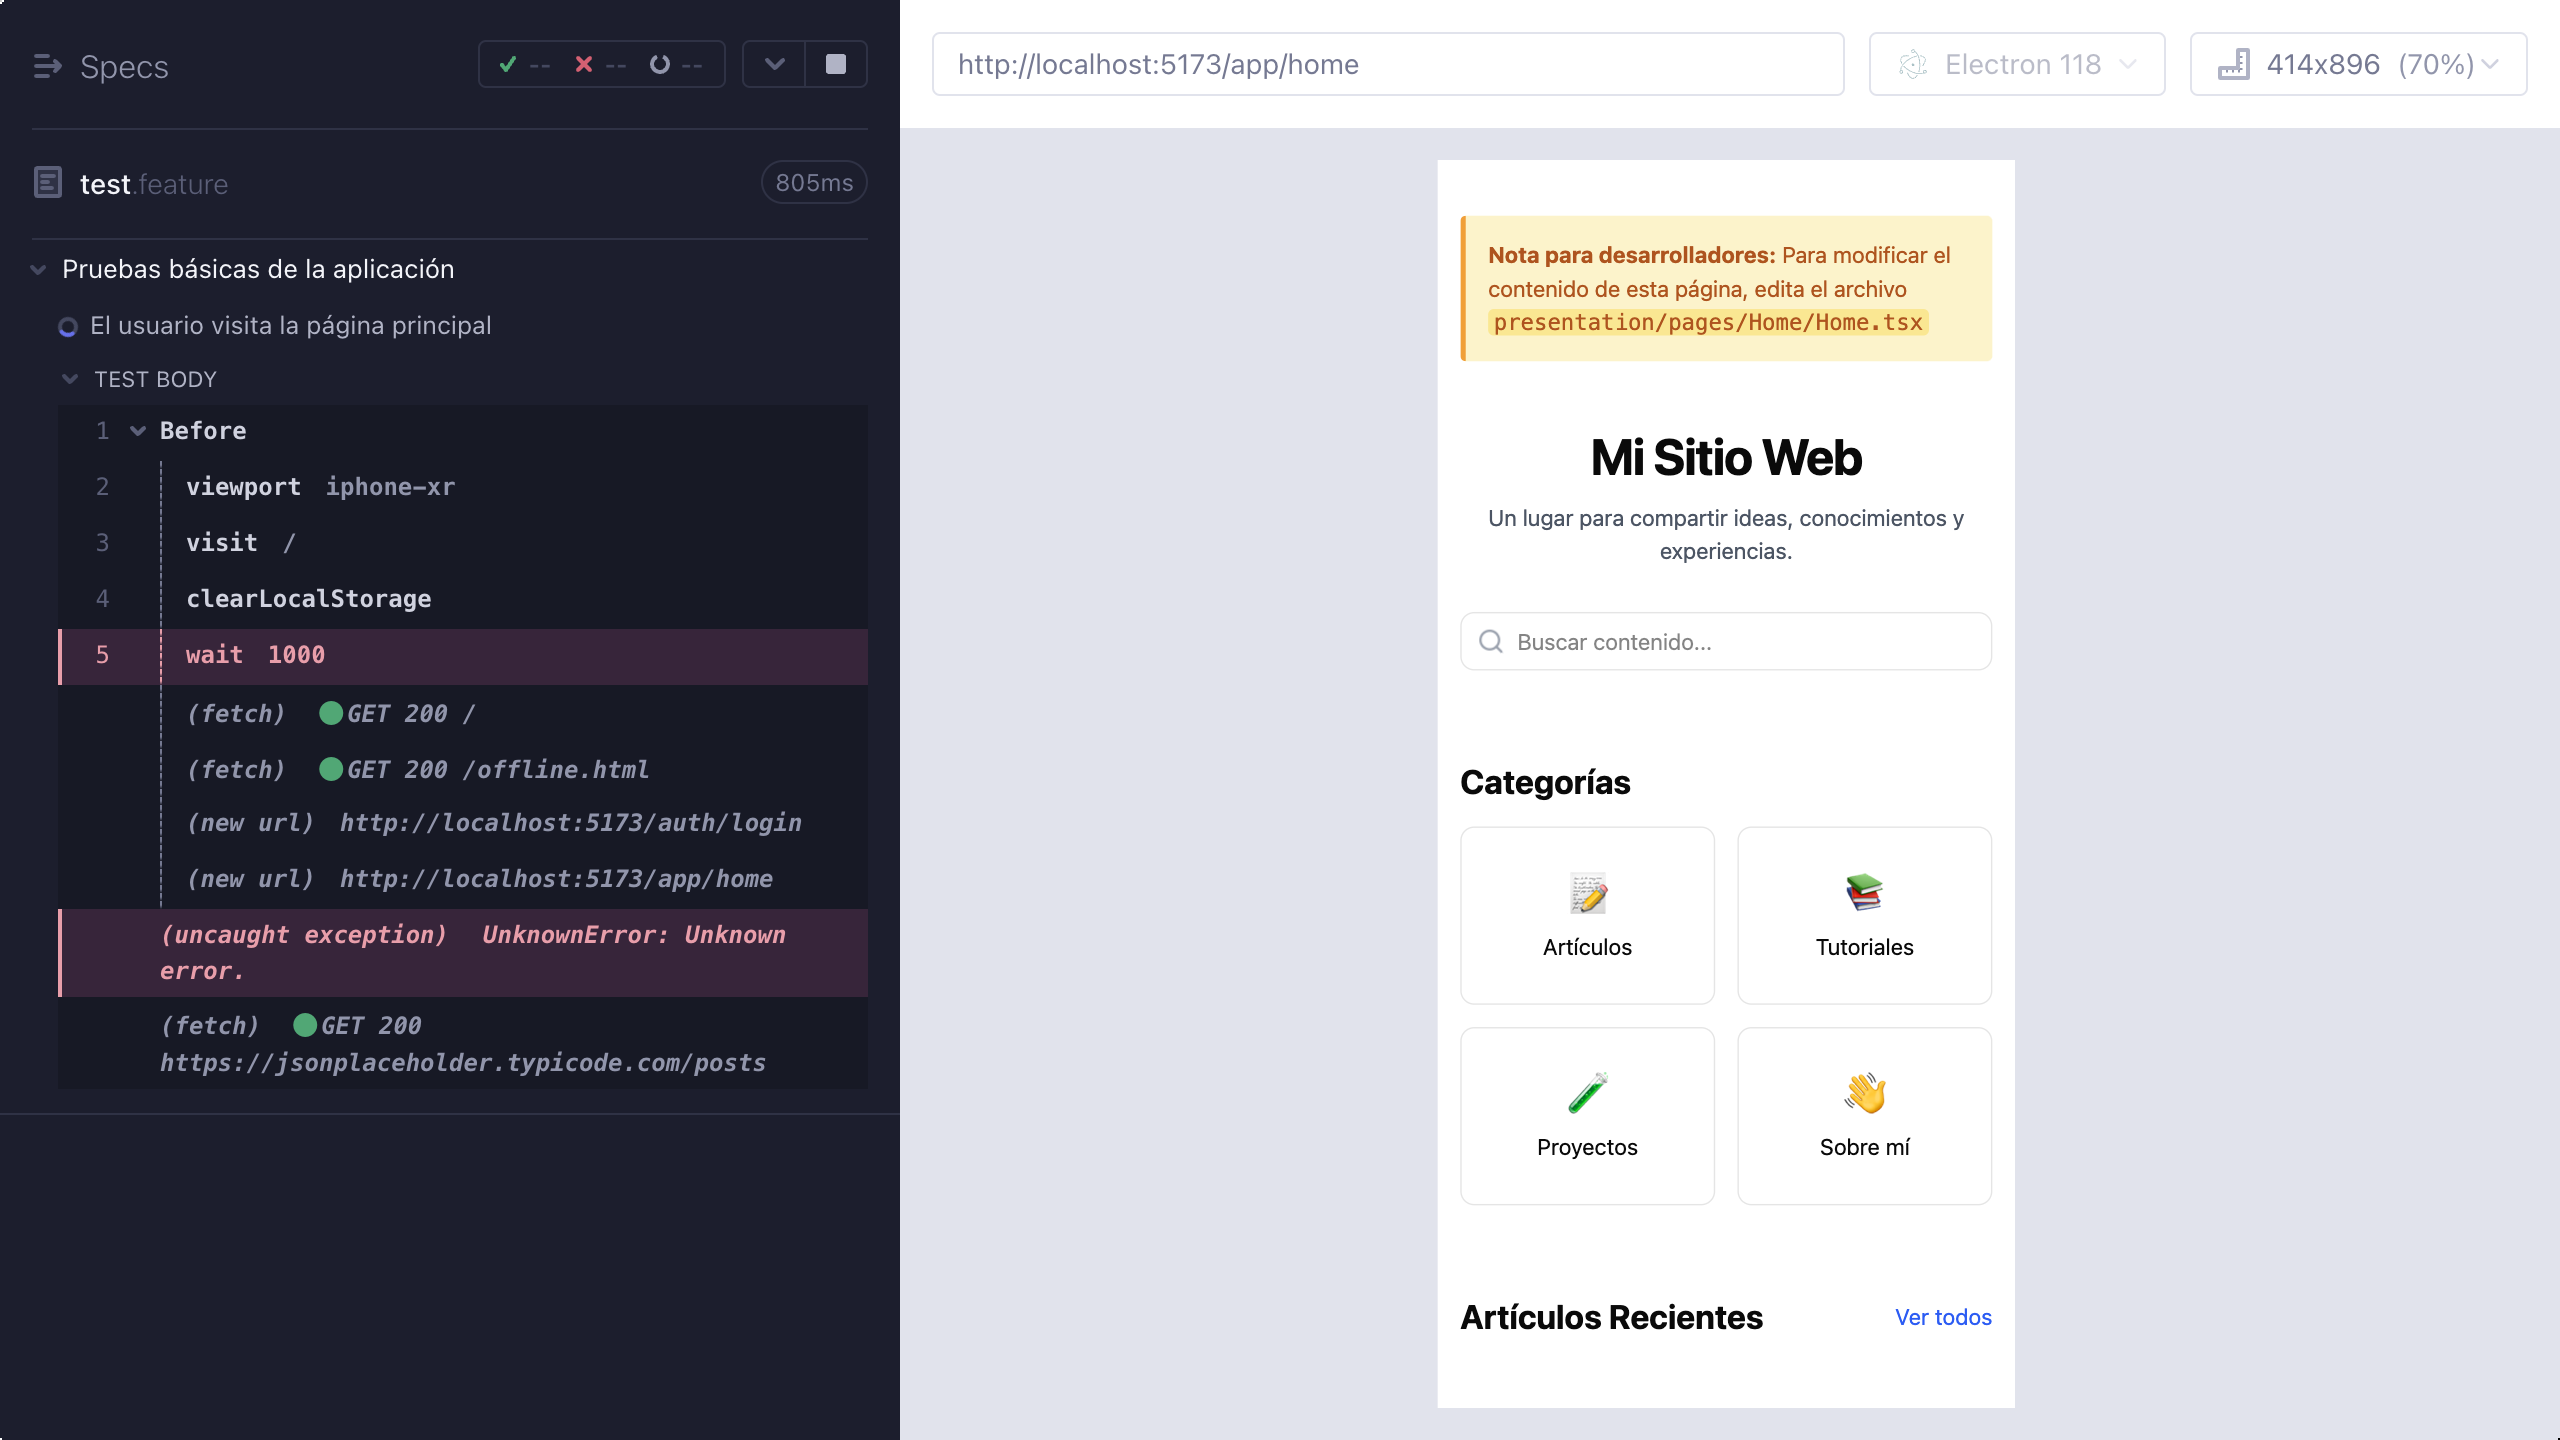 Specs
-- -- --
test.feature
805ms
Pruebas básicas de la aplicación
El usuario visita la página principal
TEST BODY
1 Before
2 viewport iphone-xr
3 visit /
4 clearLocalStorage
5 wait 1000
(fetch) GET 200 /
(fetch) GET 200 /offline.html
(new url) http://localhost:5173/auth/login
(new url) http://localhost:5173/app/home
(uncaught exception) UnknownError: Unknown
error.
(fetch) GET 200
https://jsonplaceholder.typicode.com/posts
http://localhost:5173/app/home
Electron 118
414x896 (70%)
Nota para desarrolladores: Para modificar el
contenido de esta página, edita el archivo
presentation/pages/Home/Home.tsx
Mi Sitio Web
Un lugar para compartir ideas, conocimientos y
experiencias.
Buscar contenido...
Categorías
Artículos
Tutoriales
Proyectos
Sobre mí
Artículos Recientes
Ver todos